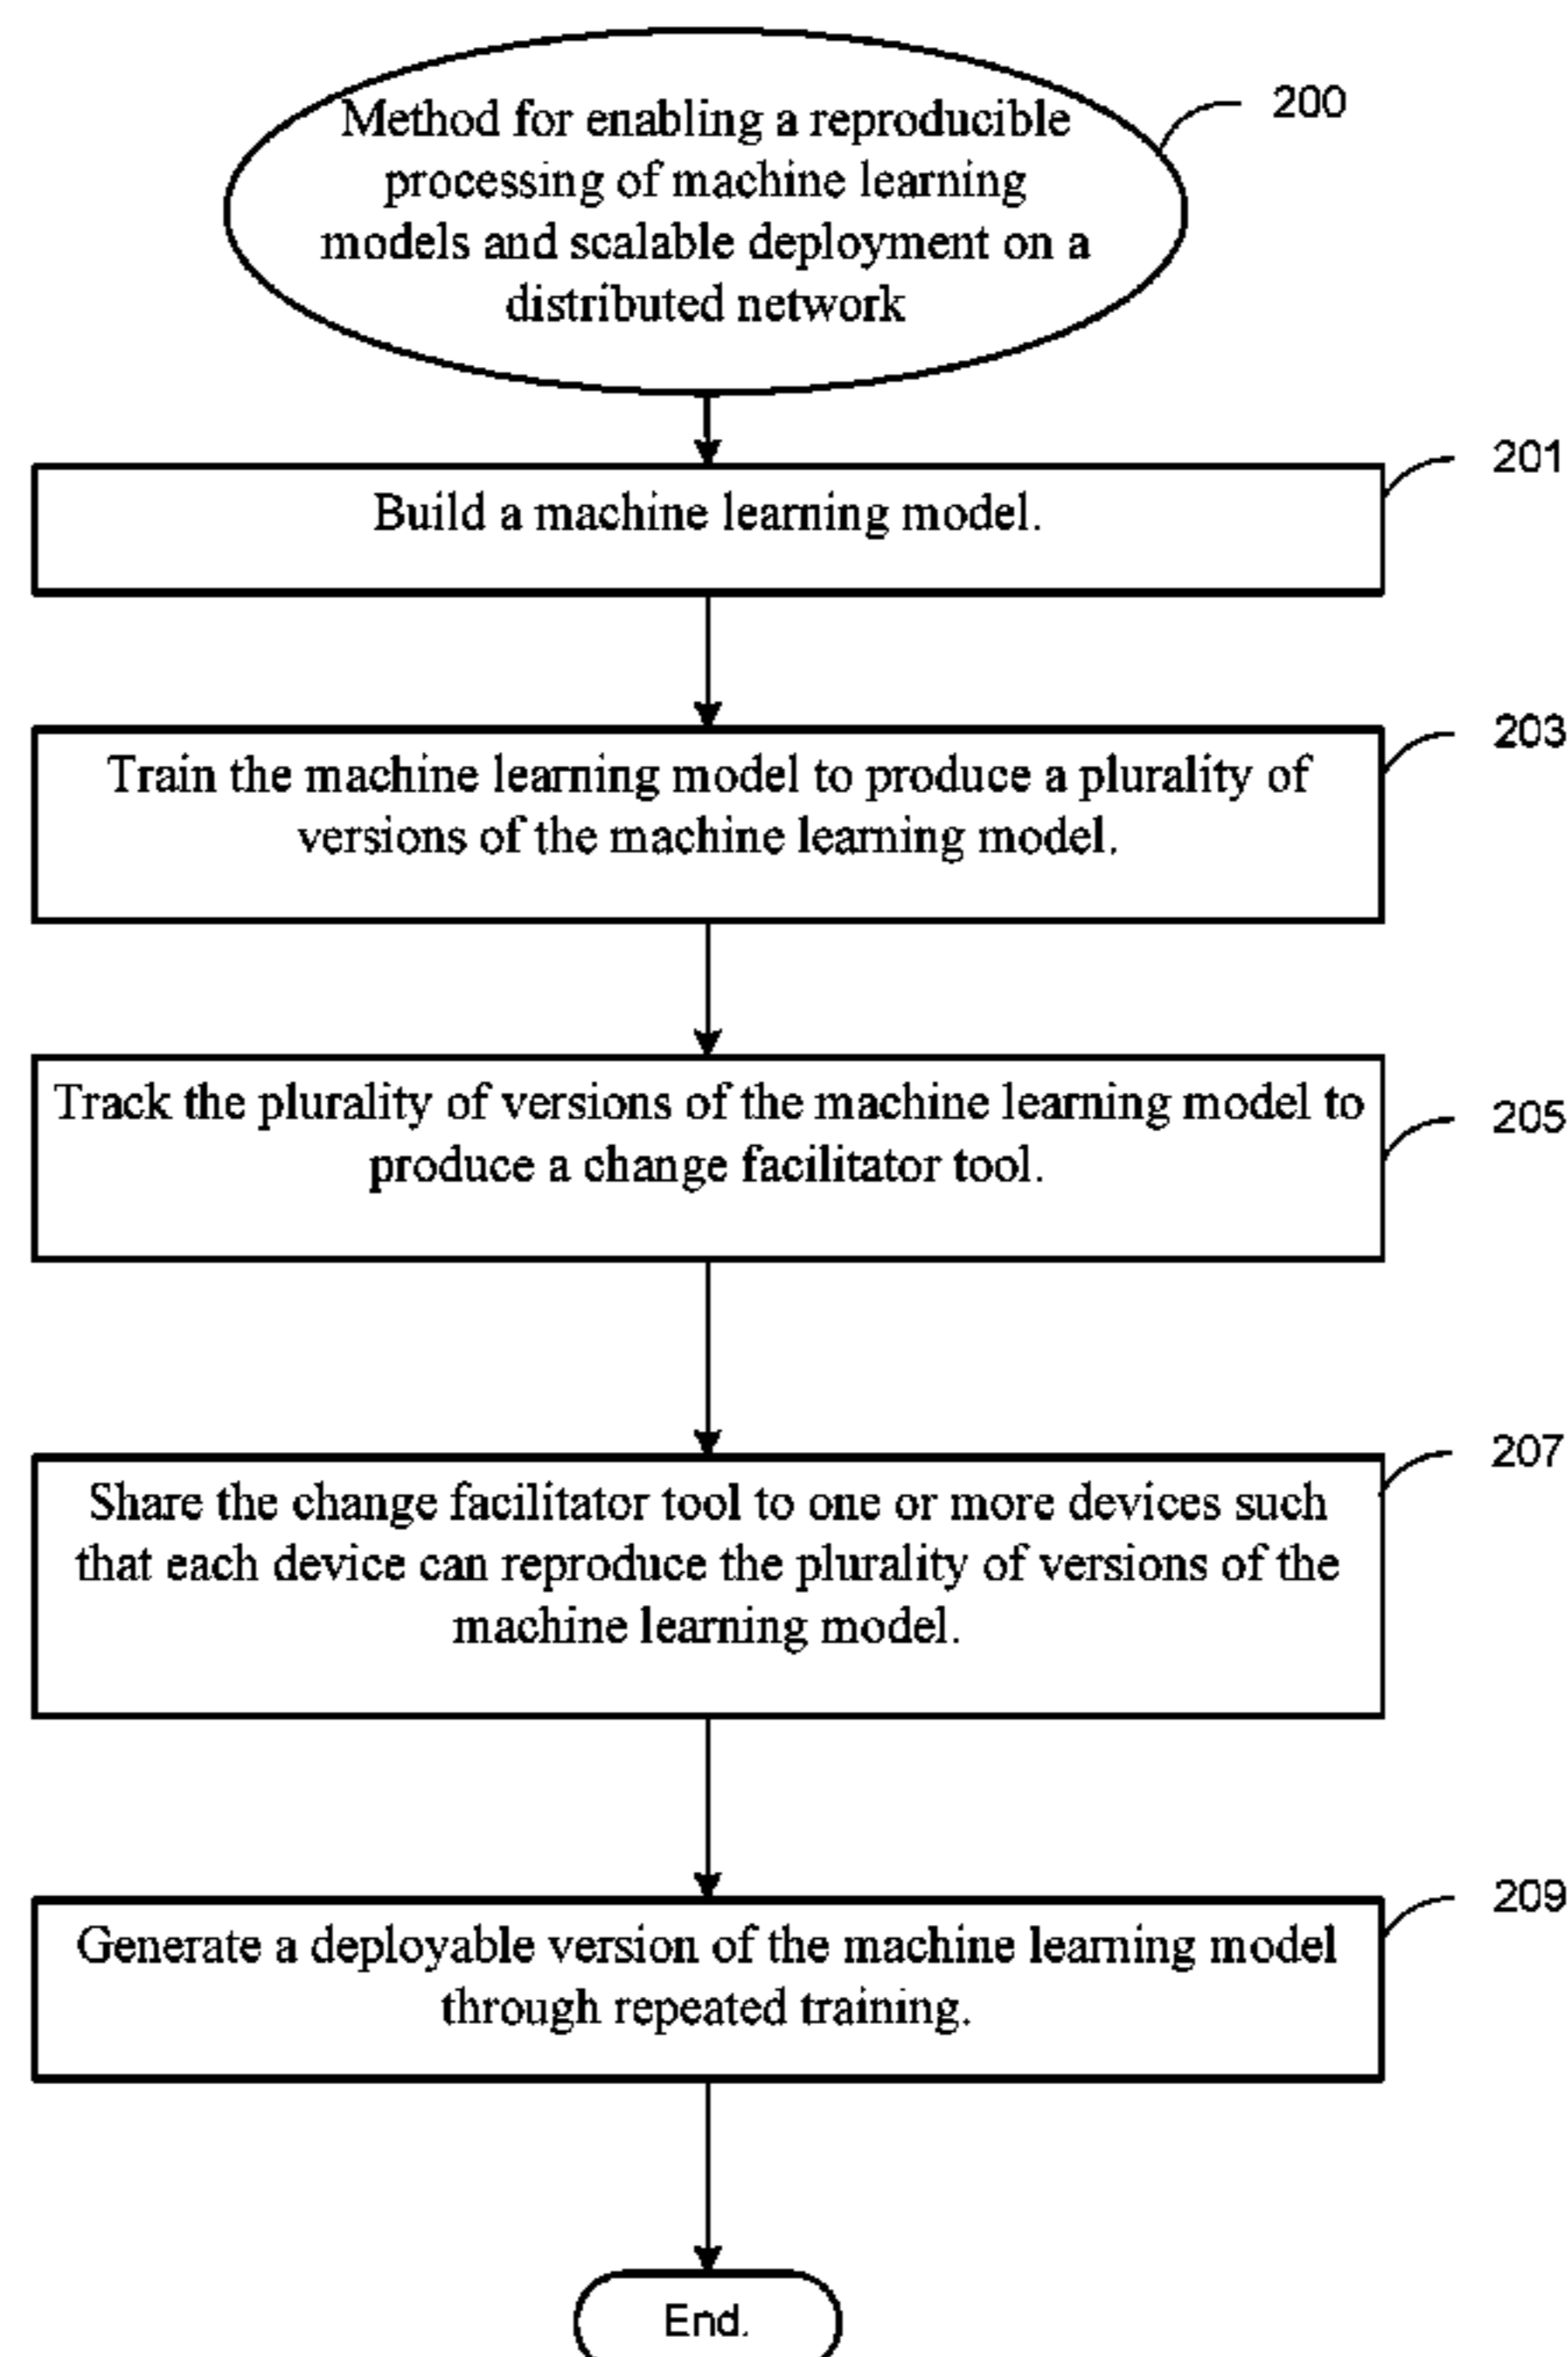 Method for enabling a reproducible
processing of machine learning
models and scalable deployment on a
distributed network
200
Build a machine learning model.
201
Train the machine learning model to produce a plurality of
versions of the machine learning model.
203
Track the plurality of versions of the machine learning model to
produce a change facilitator tool.
205
Share the change facilitator tool to one or more devices such
that each device can reproduce the plurality of versions of the
machine learning model.
207
Generate a deployable version of the machine learning model
through repeated training.
209
End.